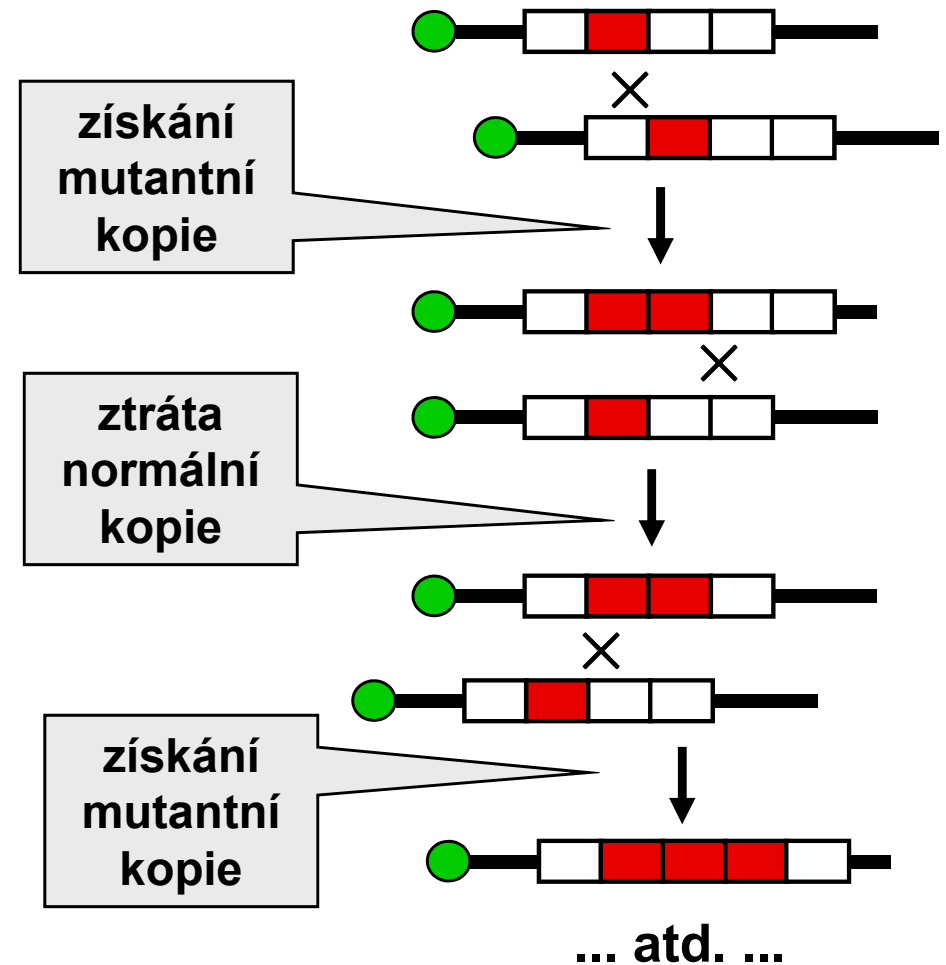 získání
mutantní
kopie
ztráta
normální
kopie
získání
mutantní
kopie
... atd. ...